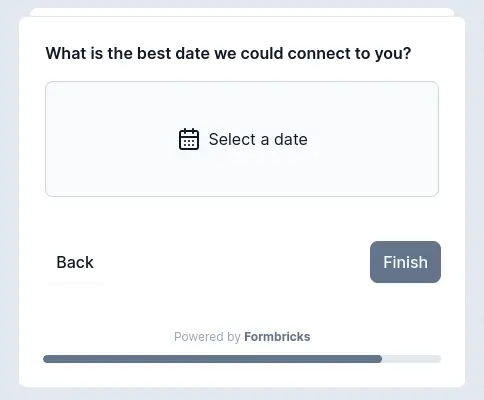 What is the best date we could connect to you?
Select a date
Back
Finish
Powered by Formbricks